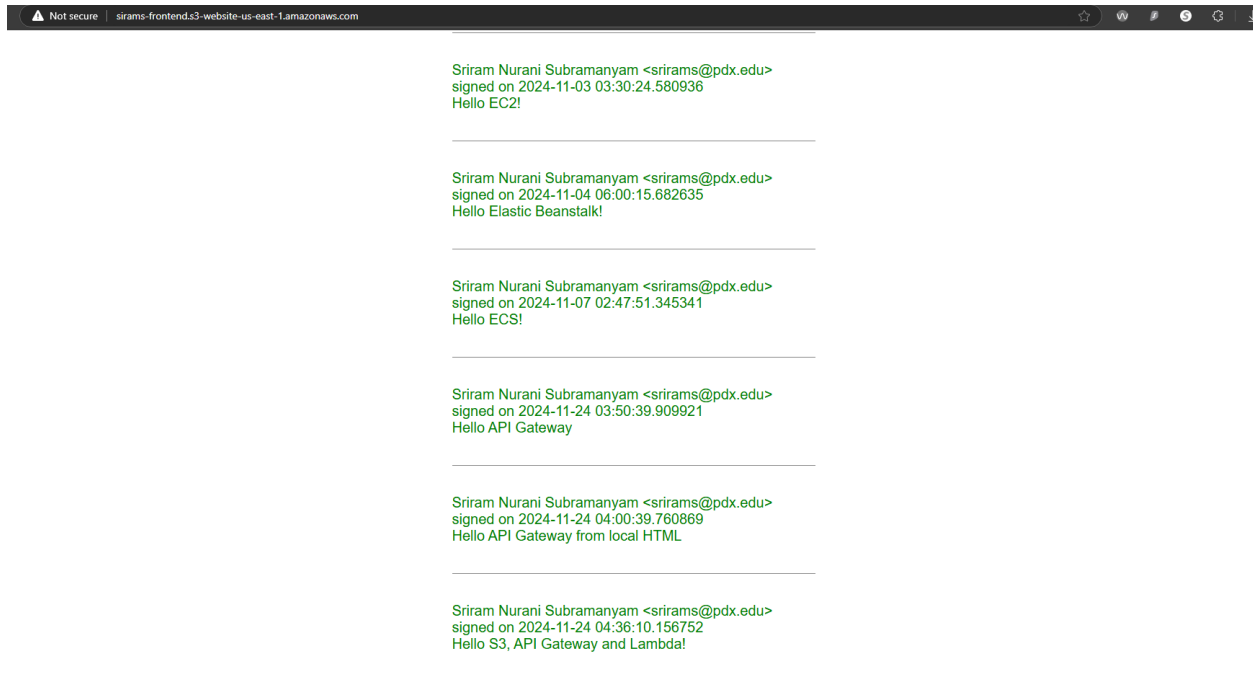 Not secure sirams-frontend.s3-website-us-east-1.amazonaws.com
Sriram Nurani Subramanyam <srirams@pdx.edu>
signed on 2024-11-03 03:30:24.580936
Hello EC2!
Sriram Nurani Subramanyam <srirams@pdx.edu>
signed on 2024-11-04 06:00:15.682635
Hello Elastic Beanstalk!
Sriram Nurani Subramanyam <srirams@pdx.edu>
signed on 2024-11-07 02:47:51.345341
Hello ECS!
Sriram Nurani Subramanyam <srirams@pdx.edu>
signed on 2024-11-24 03:50:39.909921
Hello API Gateway
Sriram Nurani Subramanyam <srirams@pdx.edu>
signed on 2024-11-24 04:00:39.760869
Hello API Gateway from local HTML
Sriram Nurani Subramanyam <srirams@pdx.edu>
signed on 2024-11-24 04:36:10.156752
Hello S3, API Gateway and Lambda!